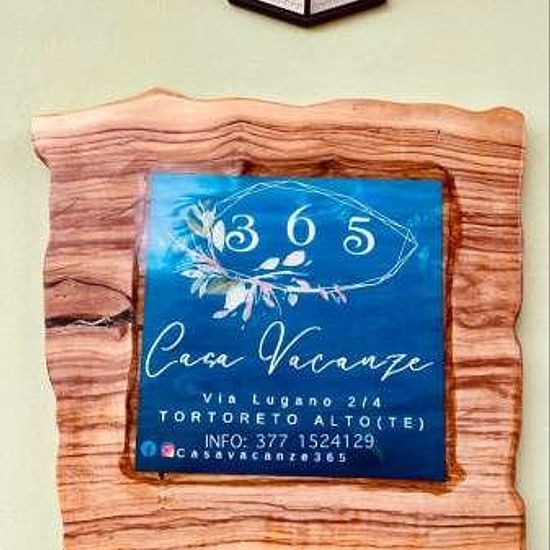 365
Casa Vacanze
Via Lugano 2/4
TORTORETO ALTO(TE)
INFO: 377 1524129
Casavacanze365